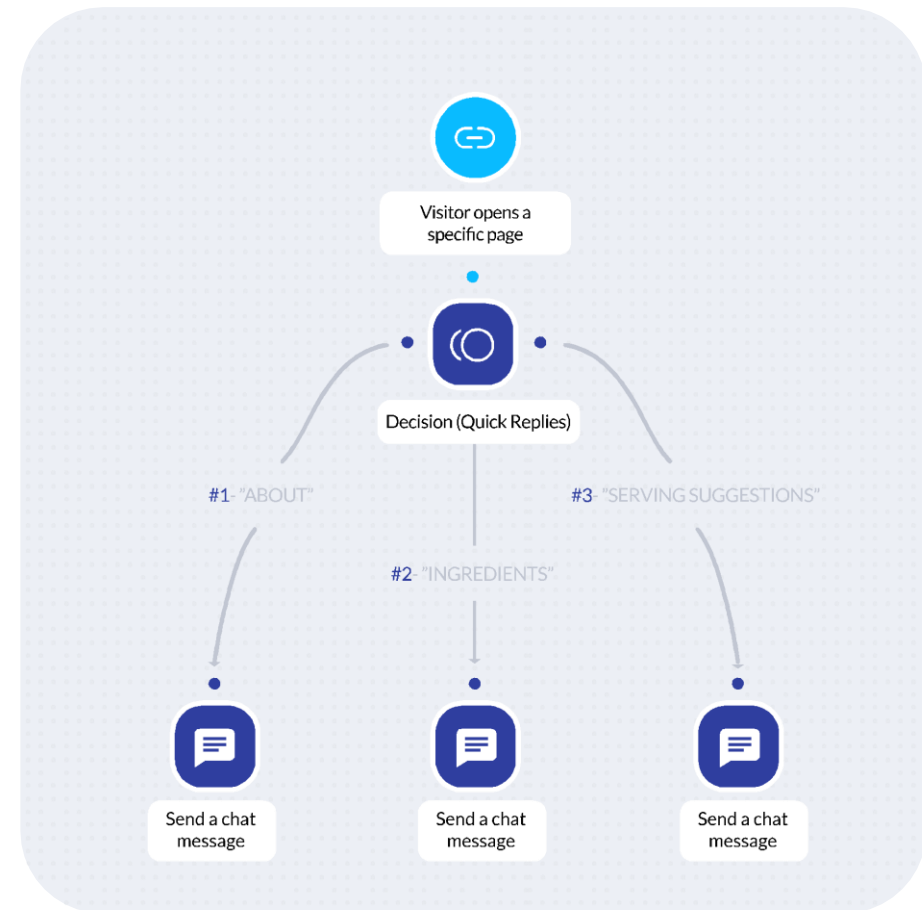 Visitor opens a
specific page
Decision (Quick Replies)
#1- "ABOUT"
#3- "SERVING SUGGESTIONS"
#2- "INGREDIENTS"
Send a chat
message
Send a chat
message
Send a chat
message